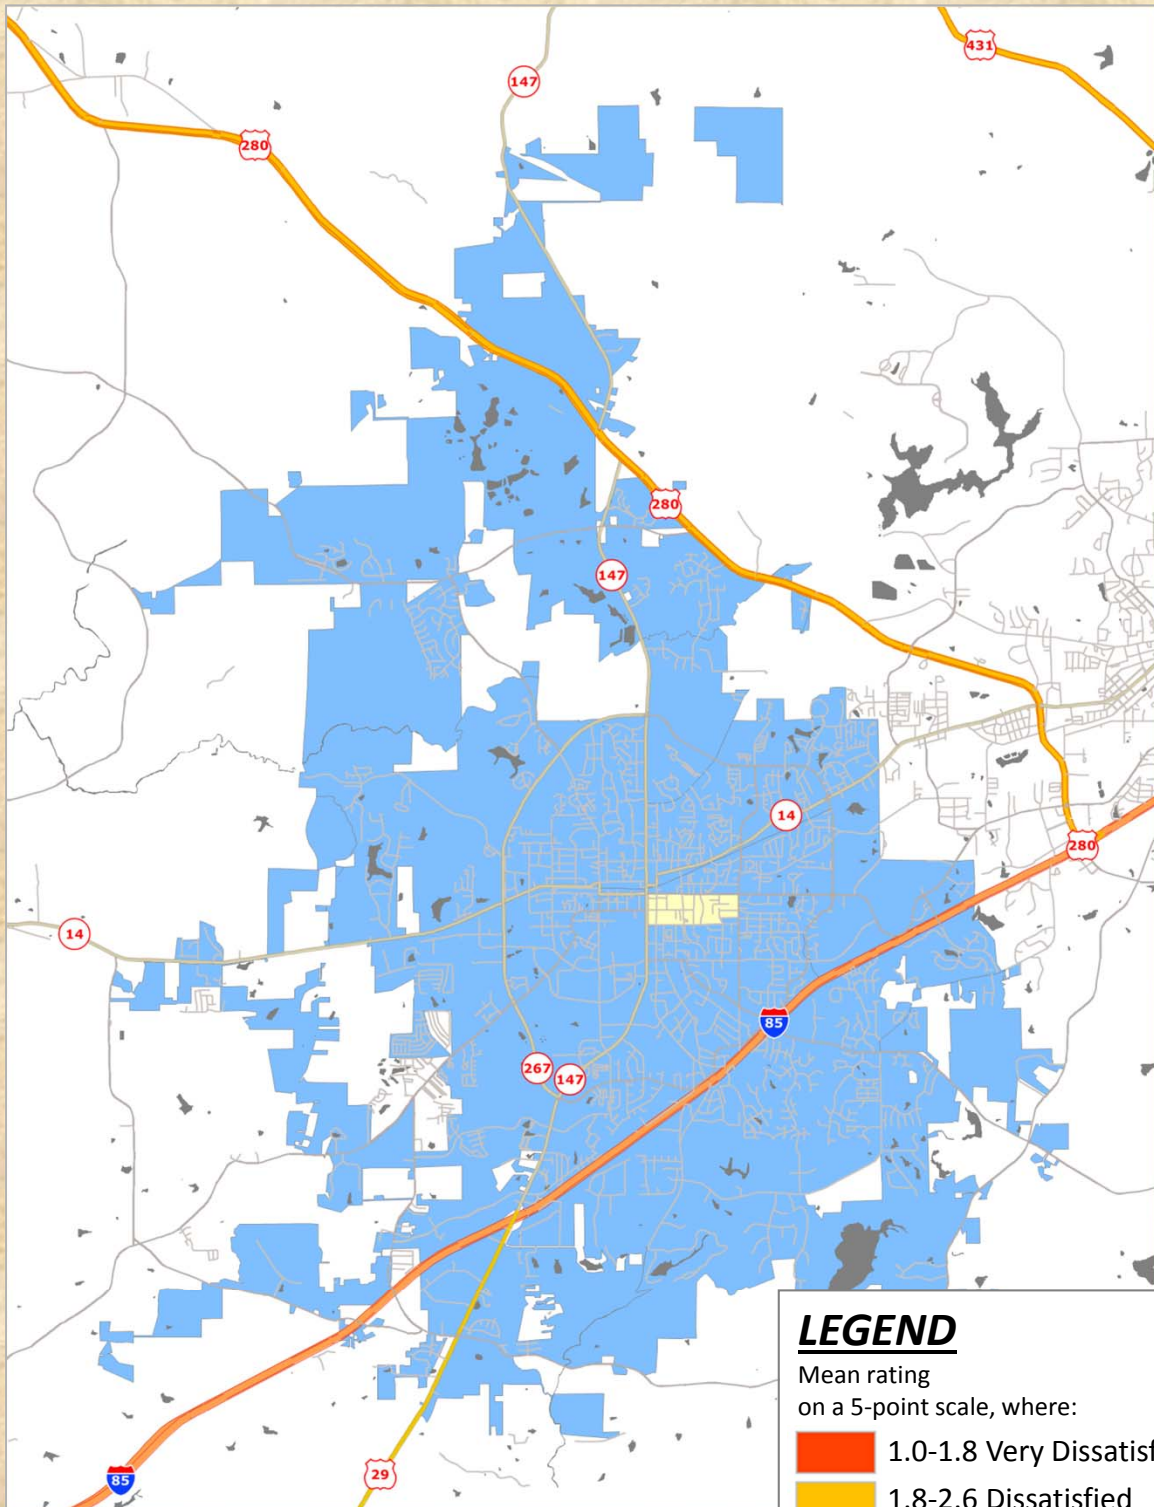 431
147
280
280
147
14
280
14
85
267
147
29
85
LEGEND
Mean rating
on a 5-point scale, where:
1.0-1.8 Very Dissatisf
1.8-2.6 Dissatisfied